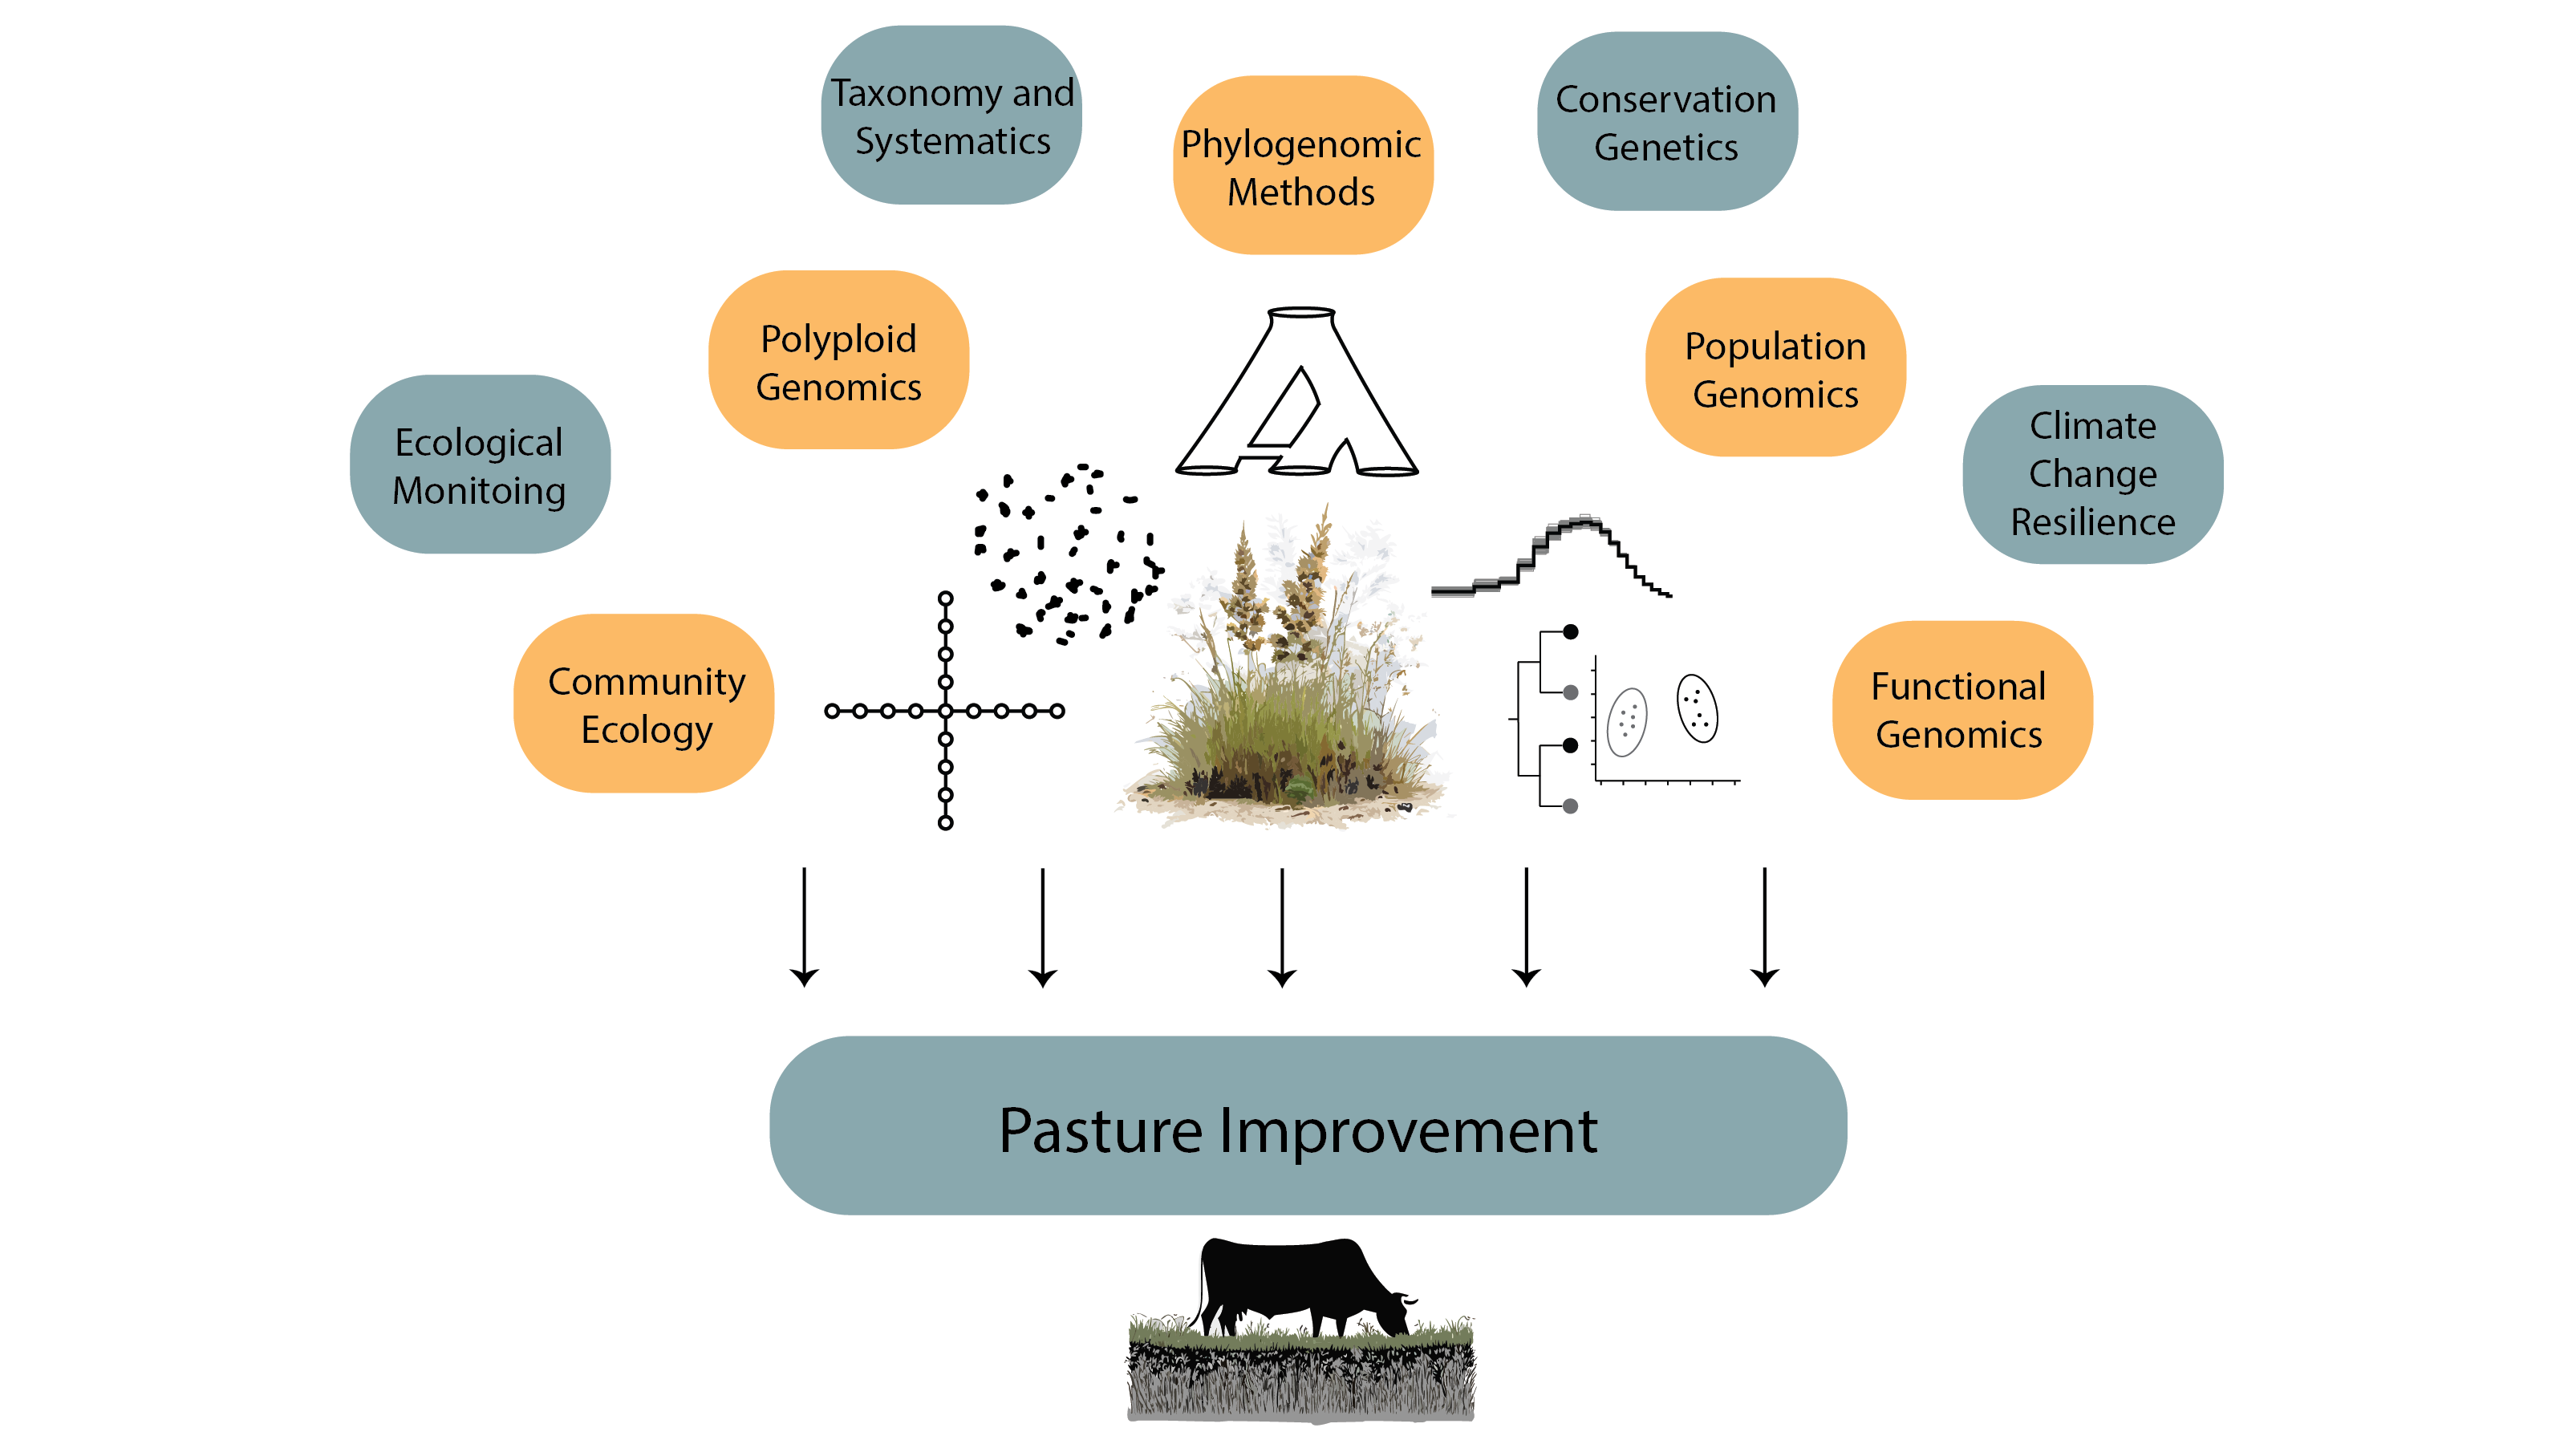 Taxonomy and
Systematics
Phylogenomic
Methods
Conservation
Genetics
Polyploid
Genomics
Population
Genomics
Ecological
Monitoing
Climate
Change
Resilience
Community
Ecology
Functional
Genomics
Pasture Improvement